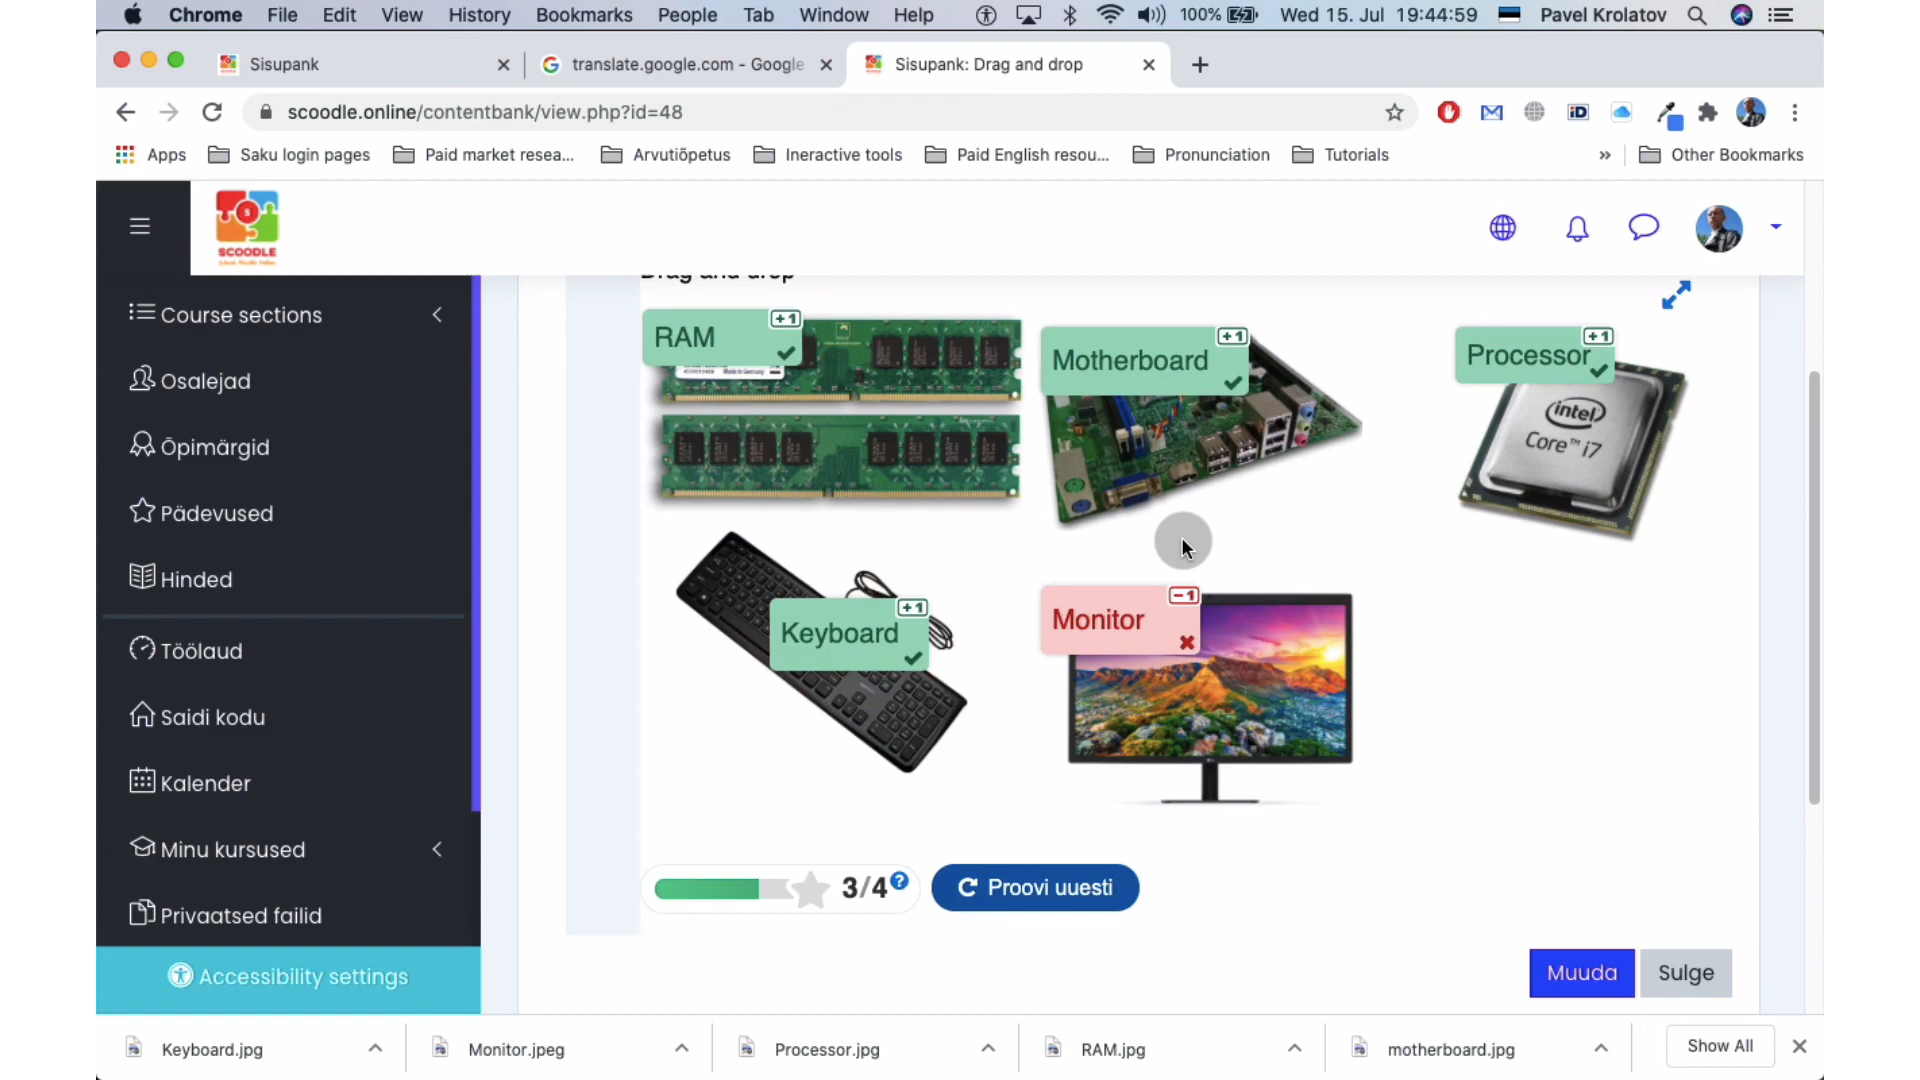 Chrome File Edit View History Bookmarks People Tab Window Help 100% Wed 15. Jul 19:44:59 Pavel Krolatov
Sisupank translate.google.com - Google Sisupank: Drag and drop
scoodle.online/contentbank/view.php?id=48
Apps Saku login pages Paid market resea... Arvutiõpetus Ineractive tools Paid English resou... Pronunciation Tutorials » Other Bookmarks
SCOODLE
Drag and drop
Course sections
Osalejad
Õpimärgid
Pädevused
Hinded
Töölaud
Saidi kodu
Kalender
Minu kursused
Privaatsed failid
Accessibility settings
RAM +1
Motherboard +1
Processor +1
intel
Core™ i7
Keyboard +1
Monitor -1
3/4 ? Proovi uuesti
Muuda Sulge
Keyboard.jpg Monitor.jpeg Processor.jpg RAM.jpg motherboard.jpg Show All